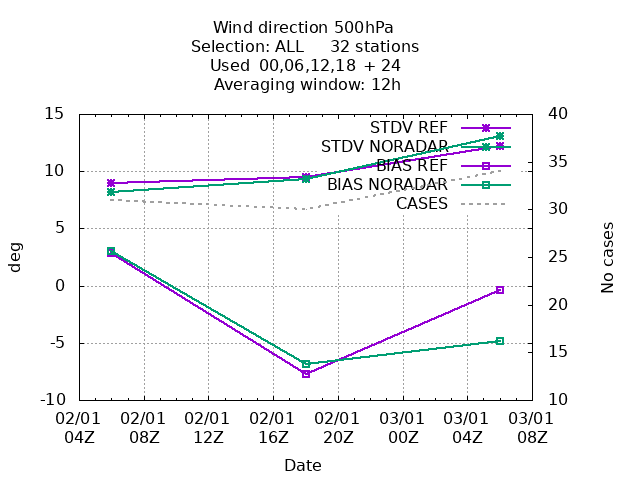 Wind direction 500hPa
Selection: ALL 32 stations
Used 00,06,12,18 + 24
Averaging window: 12h
15
10
5
0
-5
-10
deg
40
35
30
25
20
15
10
No cases
STDV REF
STDV NORADAR
BIAS REF
BIAS NORADAR
CASES
02/01 02/01 02/01 02/01 02/01 03/01 03/01 03/01
04Z 08Z 12Z 16Z 20Z 00Z 04Z 08Z
Date